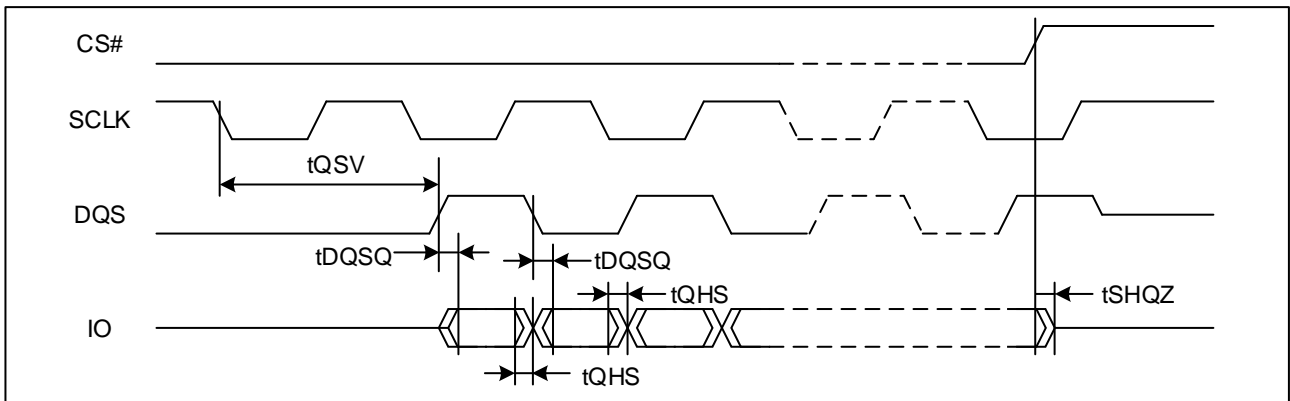 CS#
SCLK
tQSV
DQS
tDQSQ
tDQSQ
tQHS
tSHQZ
IO
tQHS